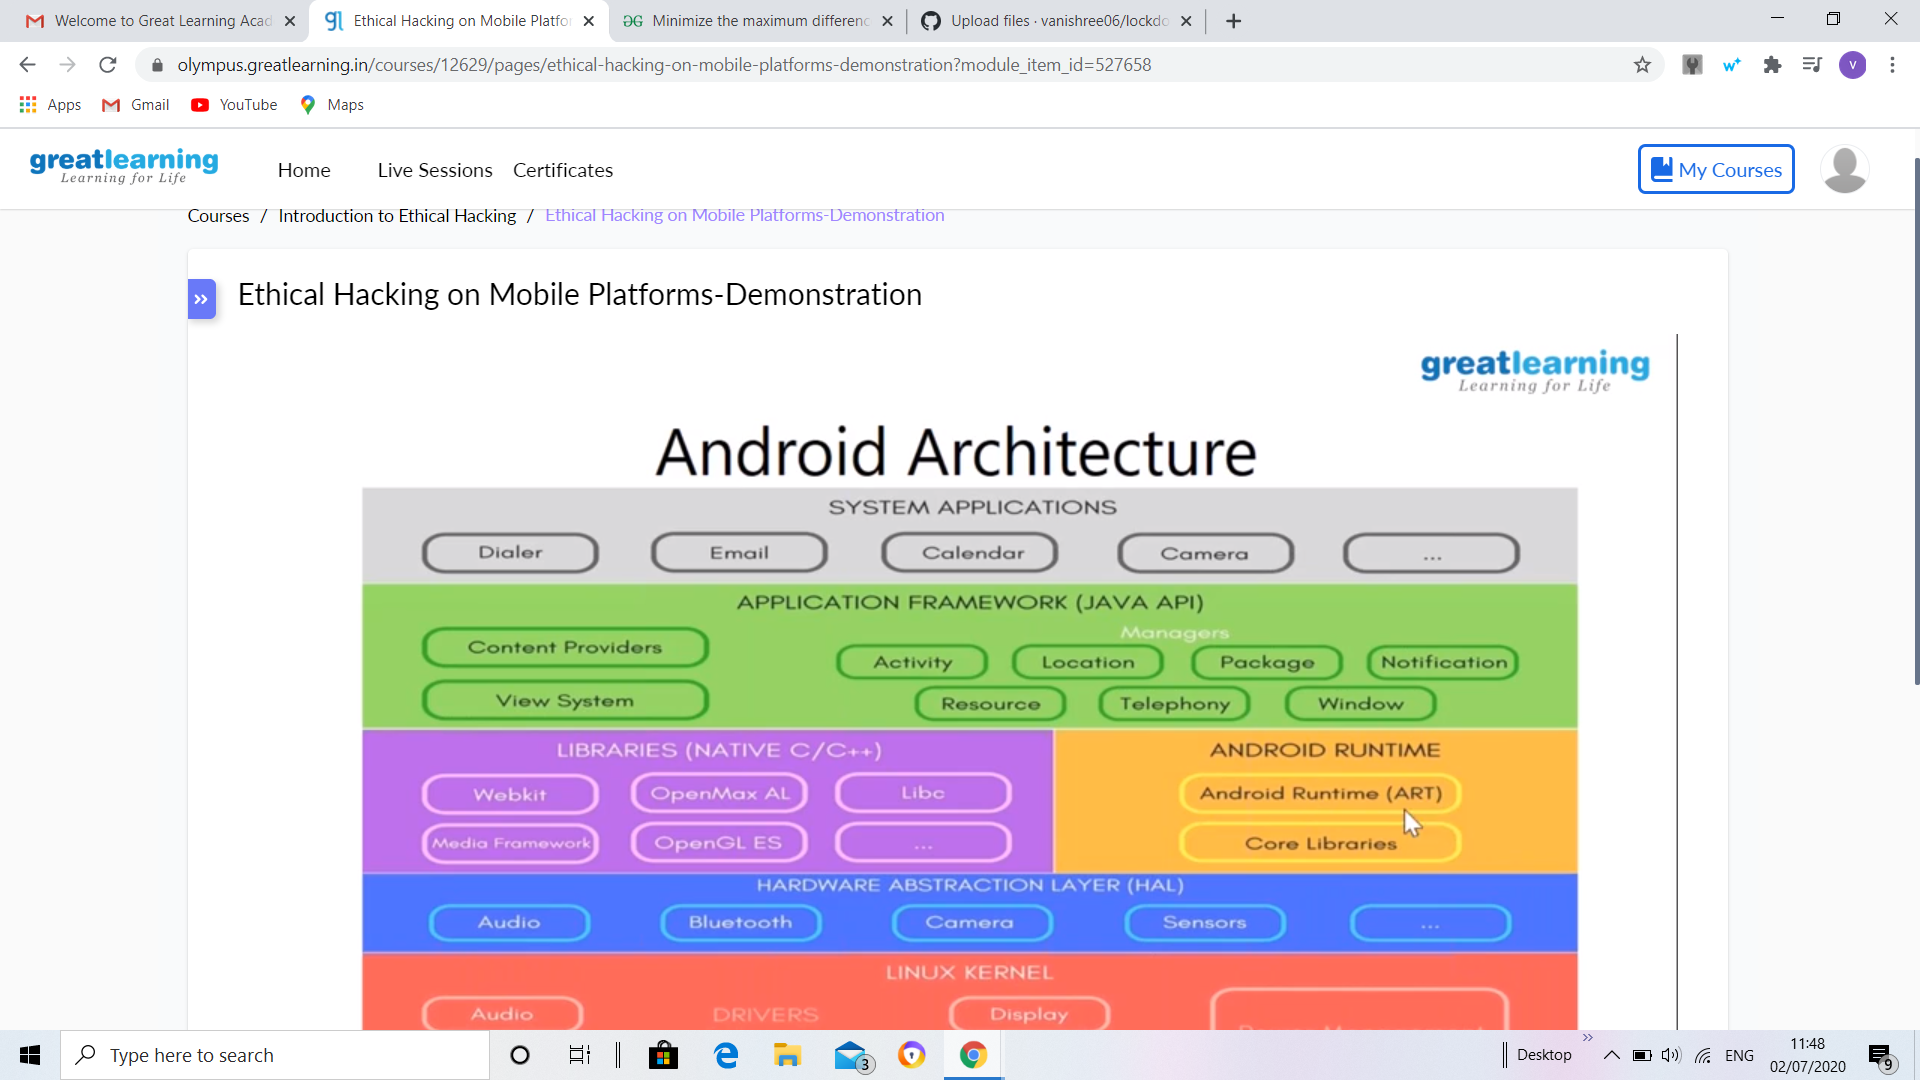 Welcome to Great Learning Acad
Ethical Hacking on Mobile Platfo
Minimize the maximum differenc
Upload files · vanishree06/lockdo
olympus.greatlearning.in/courses/12629/pages/ethical-hacking-on-mobile-platforms-demonstration?module_item_id=527658
V
Apps Gmail YouTube Maps
greatlearning
Learning for Life
Home Live Sessions Certificates
My Courses
Courses / Introduction to Ethical Hacking / Ethical Hacking on Mobile Platforms-Demonstration
Ethical Hacking on Mobile Platforms-Demonstration
greatlearning
Learning for Life
Android Architecture
SYSTEM APPLICATIONS
Dialer Email Calendar Camera ...
APPLICATION FRAMEWORK (JAVA API)
Managers
Content Providers
Activity Location Package Notification
View System
Resource Telephony Window
LIBRARIES (NATIVE C/C++)
Webkit OpenMax AL Libc
Media Framework OpenGL ES ...
ANDROID RUNTIME
Android Runtime (ART)
Core Libraries
HARDWARE ABSTRACTION LAYER (HAL)
Audio Bluetooth Camera Sensors ...
LINUX KERNEL
Audio DRIVERS Display
Type here to search
3
Desktop
ENG
11:48
02/07/2020
9